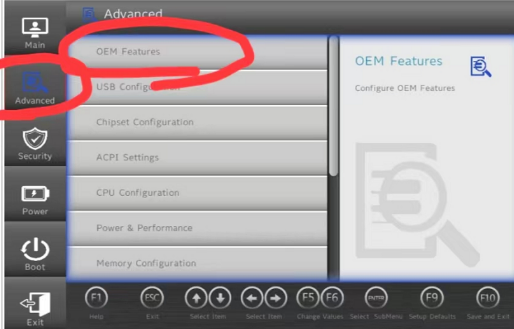 Advanced
Main
OEM Features
OEM Features
Configure OEM Features
USB Configuration
Advanced
Chipset Configuration
Security
ACPI Settings
CPU Configuration
Power
Power & Performance
Boot
Memory Configuration
Exit
F1 ESC F5 F6 ENTER F9 F10
Help Exit Select Item Select Item Change Values Select SubMenu Setup Defaults Save and Exit